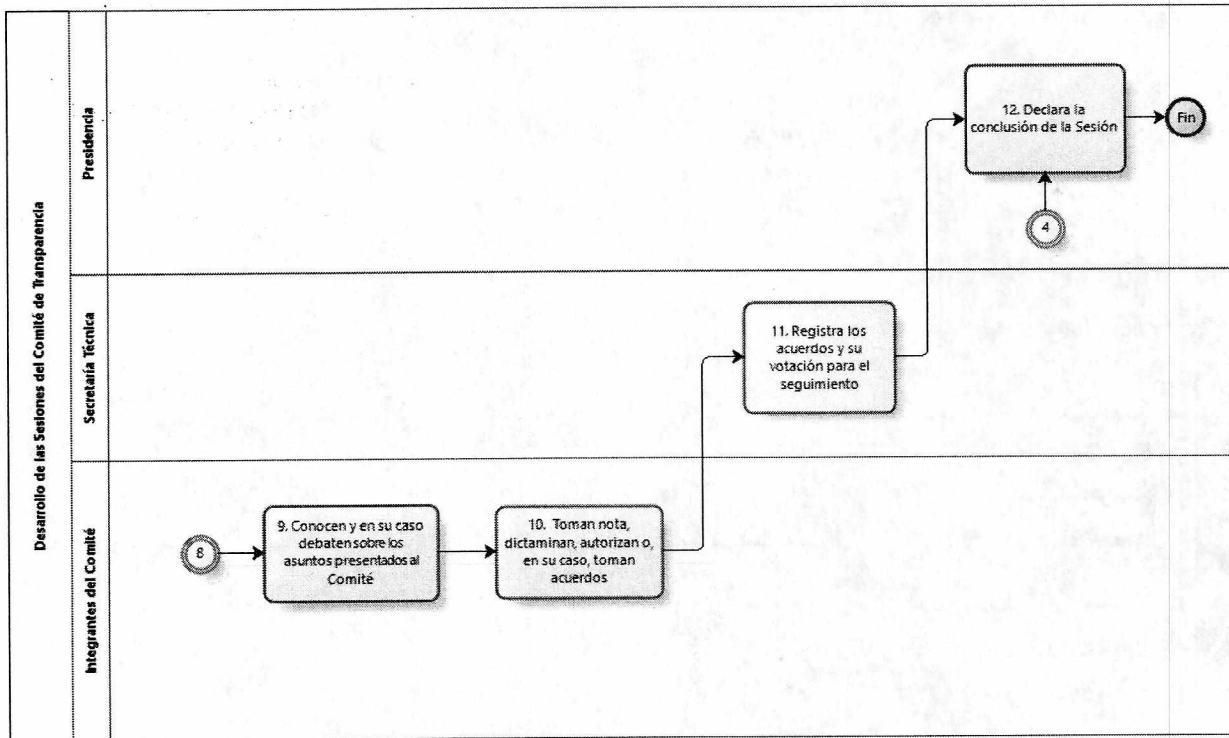 Desarrollo de las Sesiones del Comité de Transparencia
Presidencia
12. Declara la
conclusión de la Sesión
Fin
4
Secretaría Técnica
11. Registra los
acuerdos y su
votación para el
seguimiento
Integrantes del Comité
8
9. Conocen y en su caso
debaten sobre los
asuntos presentados al
Comité
10. Toman nota,
dictaminan, autorizan o,
en su caso, toman
acuerdos